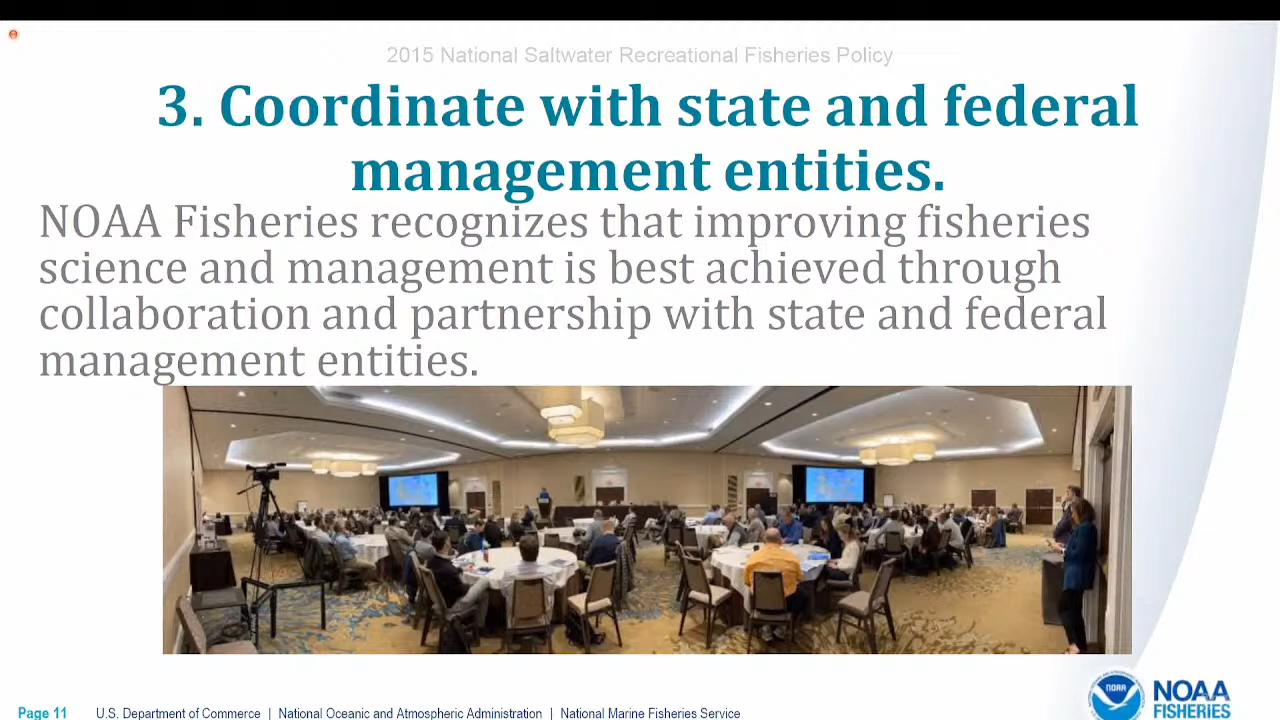 2015 National Saltwater Recreational Fisheries Policy
3. Coordinate with state and federal
management entities.
NOAA Fisheries recognizes that improving fisheries
science and management is best achieved through
collaboration and partnership with state and federal
management entities.
Page 11 U.S. Department of Commerce | National Oceanic and Atmospheric Administration | National Marine Fisheries Service
NOAA
NOAA
FISHERIES